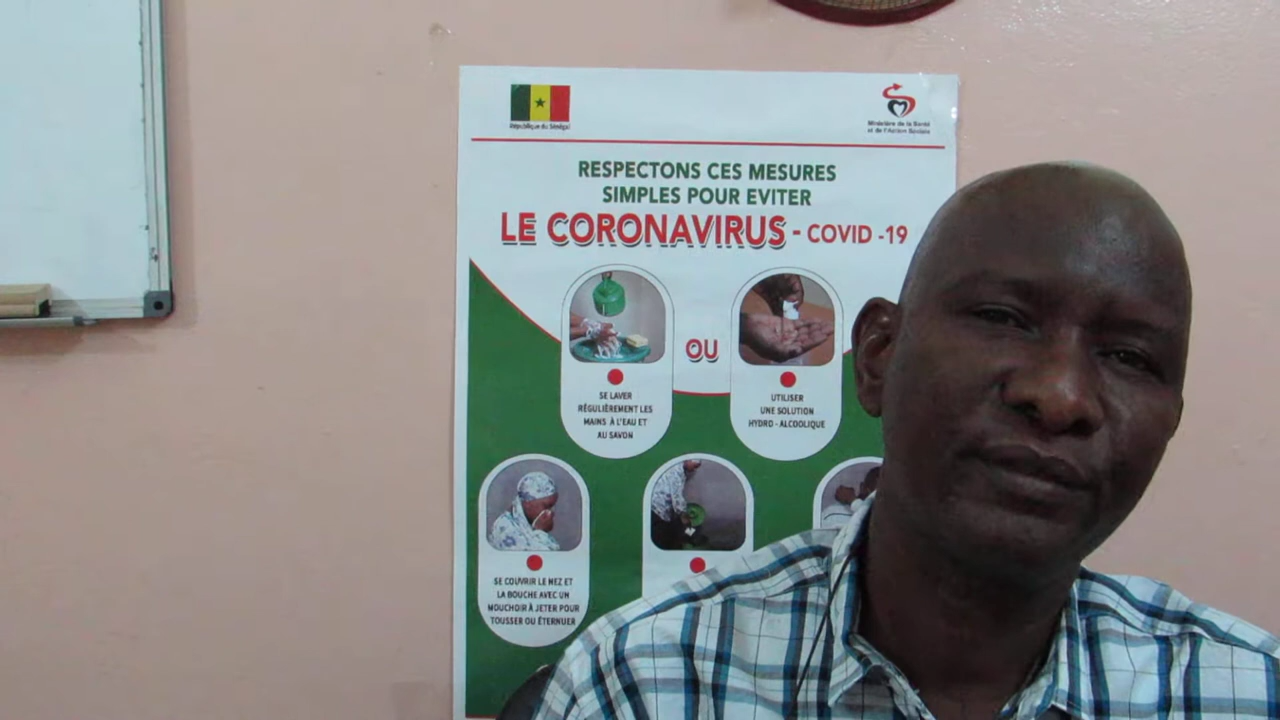 République du Sénégal
Ministère de la Santé
et de l'Action Sociale
RESPECTONS CES MESURES
SIMPLES POUR EVITER
LE CORONAVIRUS - COVID -19
OU
SE LAVER
RÉGULIÈREMENT LES
MAINS À L'EAU ET
AU SAVON
UTILISER
UNE SOLUTION
HYDRO - ALCOOLIQUE
SE COUVRIR LE NEZ ET
LA BOUCHE AVEC UN
MOUCHOIR À JETER POUR
TOUSSER OU ÉTERNUER